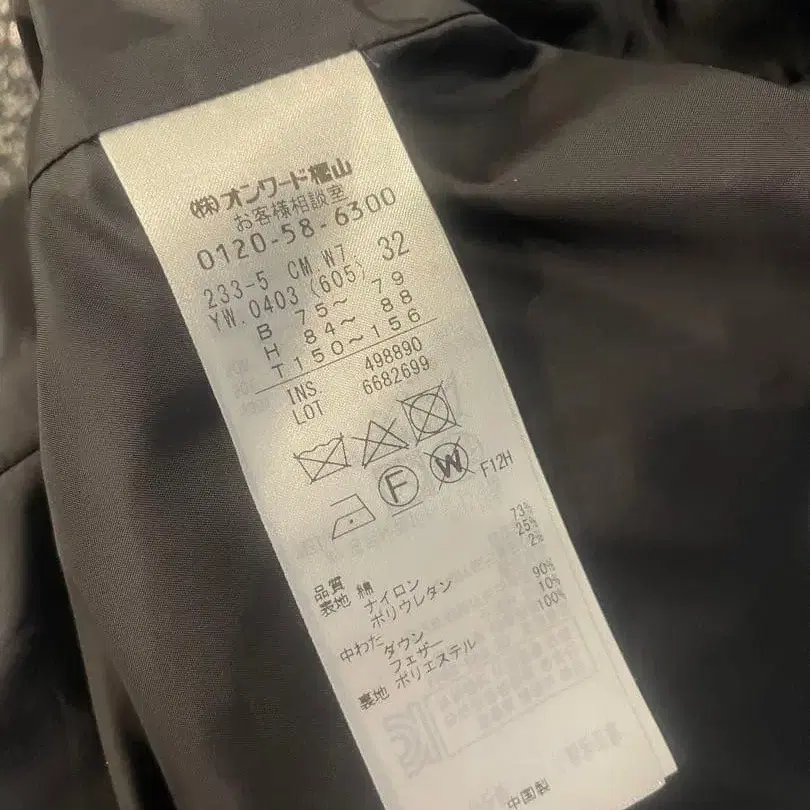 (株)オンワード樫山
お客様相談室
0120-58-6300
233-5 CM W7 32
YW.0403 (605)
B 75～ 79
H 84～ 88
T150～156
INS. 498890
LOT 6682699
F W F12H
品質
表地 綿 73%
ナイロン 25%
ポリウレタン 2%
中わた ダウン 90%
フェザー 10%
裏地 ポリエステル 100%
中国製